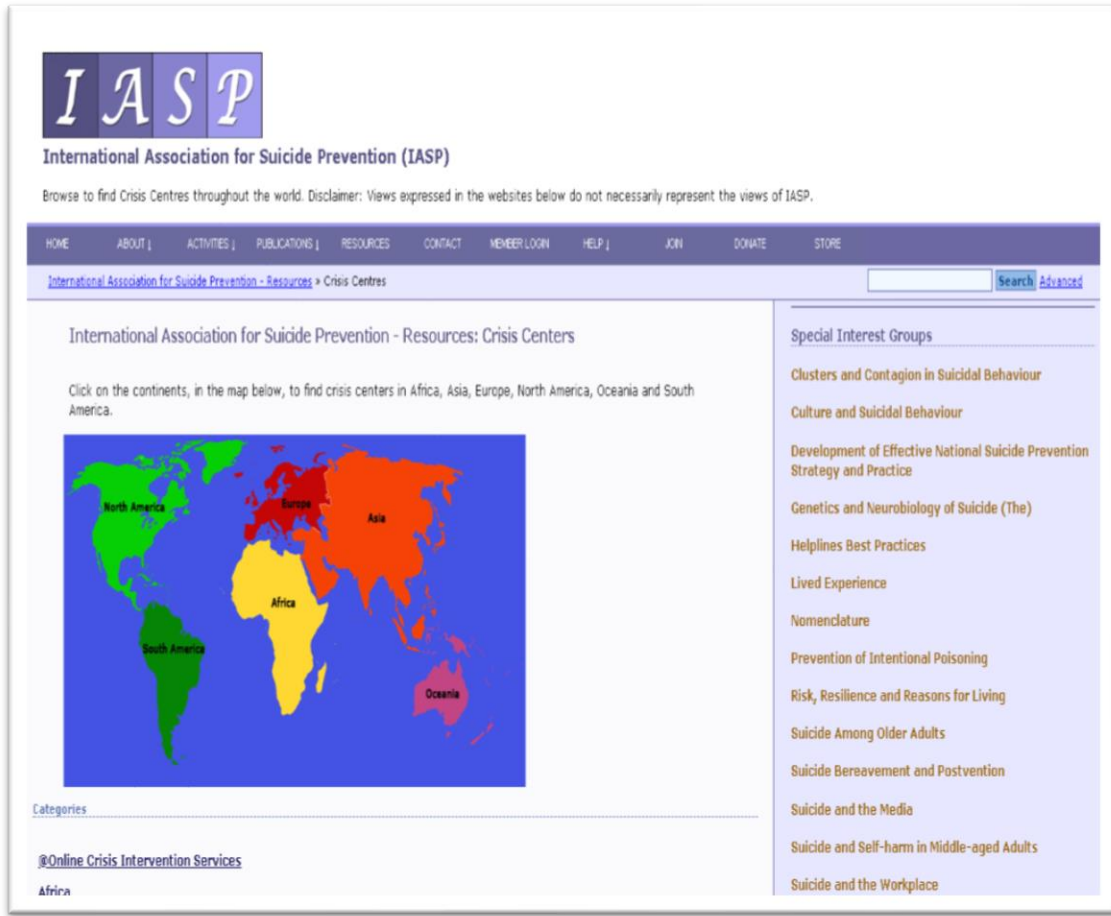 I A S P
International Association for Suicide Prevention (IASP)
Browse to find Crisis Centres throughout the world. Disclaimer: Views expressed in the websites below do not necessarily represent the views of IASP.
HOME ABOUT ↓ ACTIVITIES ↓ PUBLICATIONS ↓ RESOURCES CONTACT MEMBER LOGIN HELP ↓ JOIN DONATE STORE
International Association for Suicide Prevention - Resources » Crisis Centres
Search Advanced
International Association for Suicide Prevention - Resources: Crisis Centers
Click on the continents, in the map below, to find crisis centers in Africa, Asia, Europe, North America, Oceania and South
America.
North America
Europe
Asia
Africa
South America
Oceania
Categories
@Online Crisis Intervention Services
Africa
Special Interest Groups
Clusters and Contagion in Suicidal Behaviour
Culture and Suicidal Behaviour
Development of Effective National Suicide Prevention
Strategy and Practice
Genetics and Neurobiology of Suicide (The)
Helplines Best Practices
Lived Experience
Nomenclature
Prevention of Intentional Poisoning
Risk, Resilience and Reasons for Living
Suicide Among Older Adults
Suicide Bereavement and Postvention
Suicide and the Media
Suicide and Self-harm in Middle-aged Adults
Suicide and the Workplace